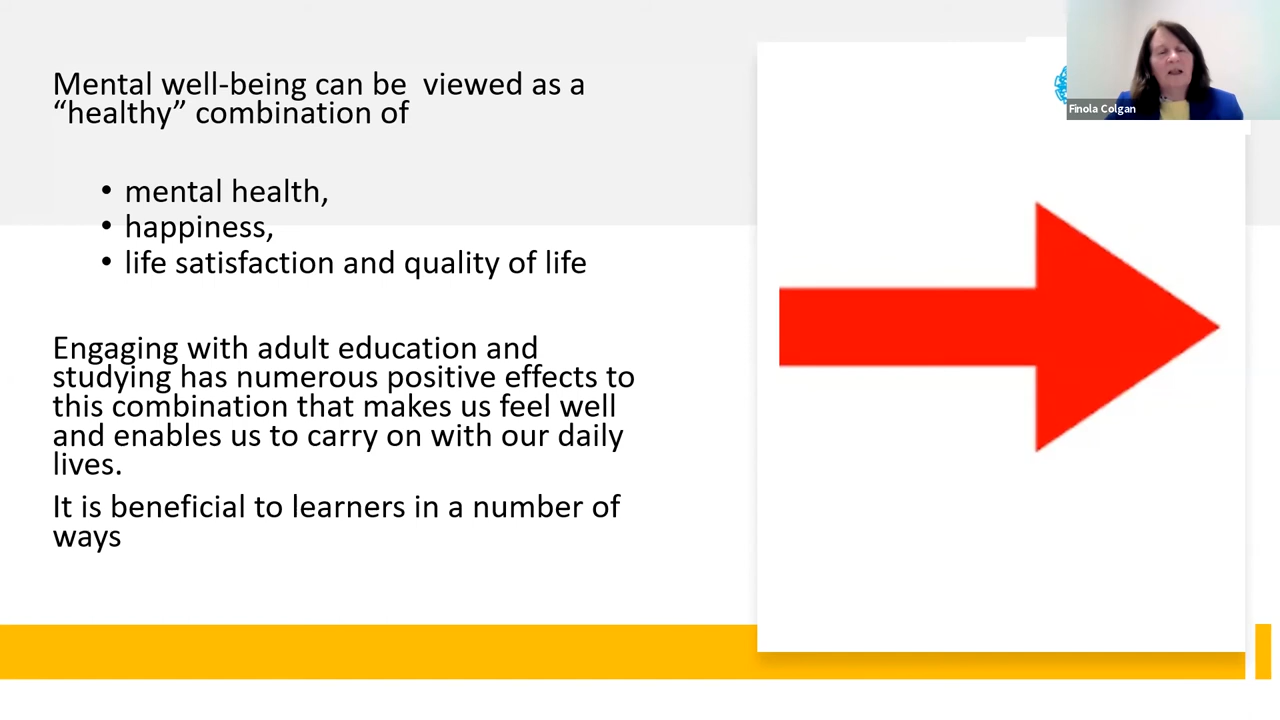 Mental well-being can be  viewed as a
“healthy” combination of
• mental health,
• happiness,
• life satisfaction and quality of life
Engaging with adult education and
studying has numerous positive effects to
this combination that makes us feel well
and enables us to carry on with our daily
lives.
It is beneficial to learners in a number of
ways
Finola Colgan